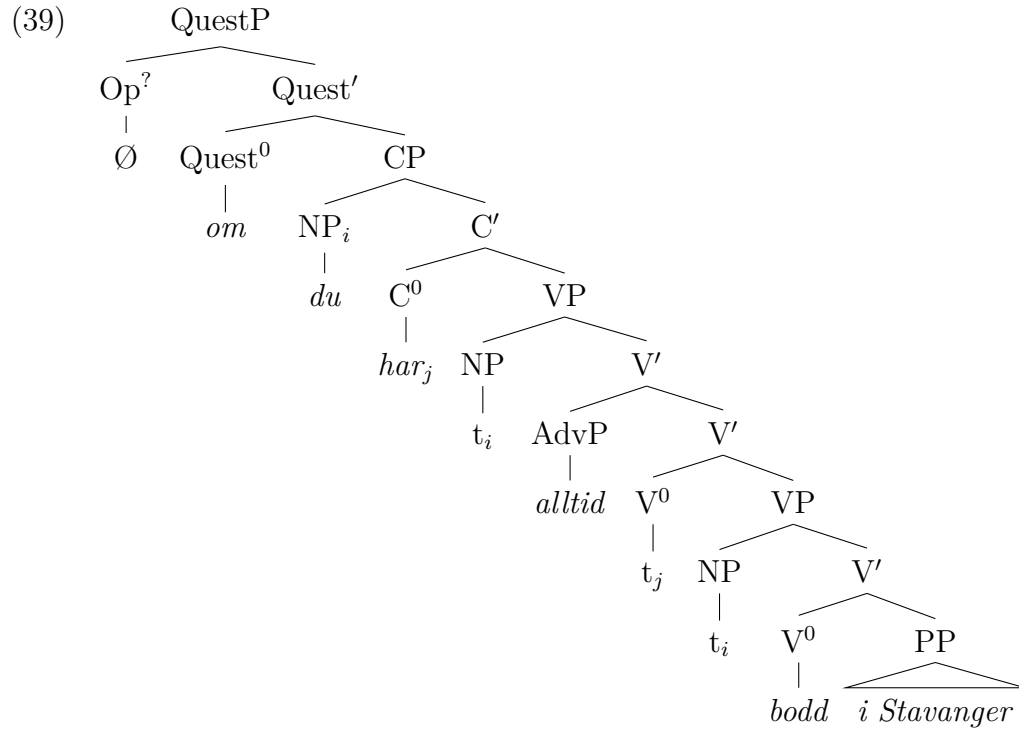 (39) QuestP
Op? Quest′
Ø Quest⁰ CP
om NPᵢ C′
du C⁰ VP
harⱼ NP V′
tᵢ AdvP V′
alltid V⁰ VP
tⱼ NP V′
tᵢ V⁰ PP
bodd i Stavanger